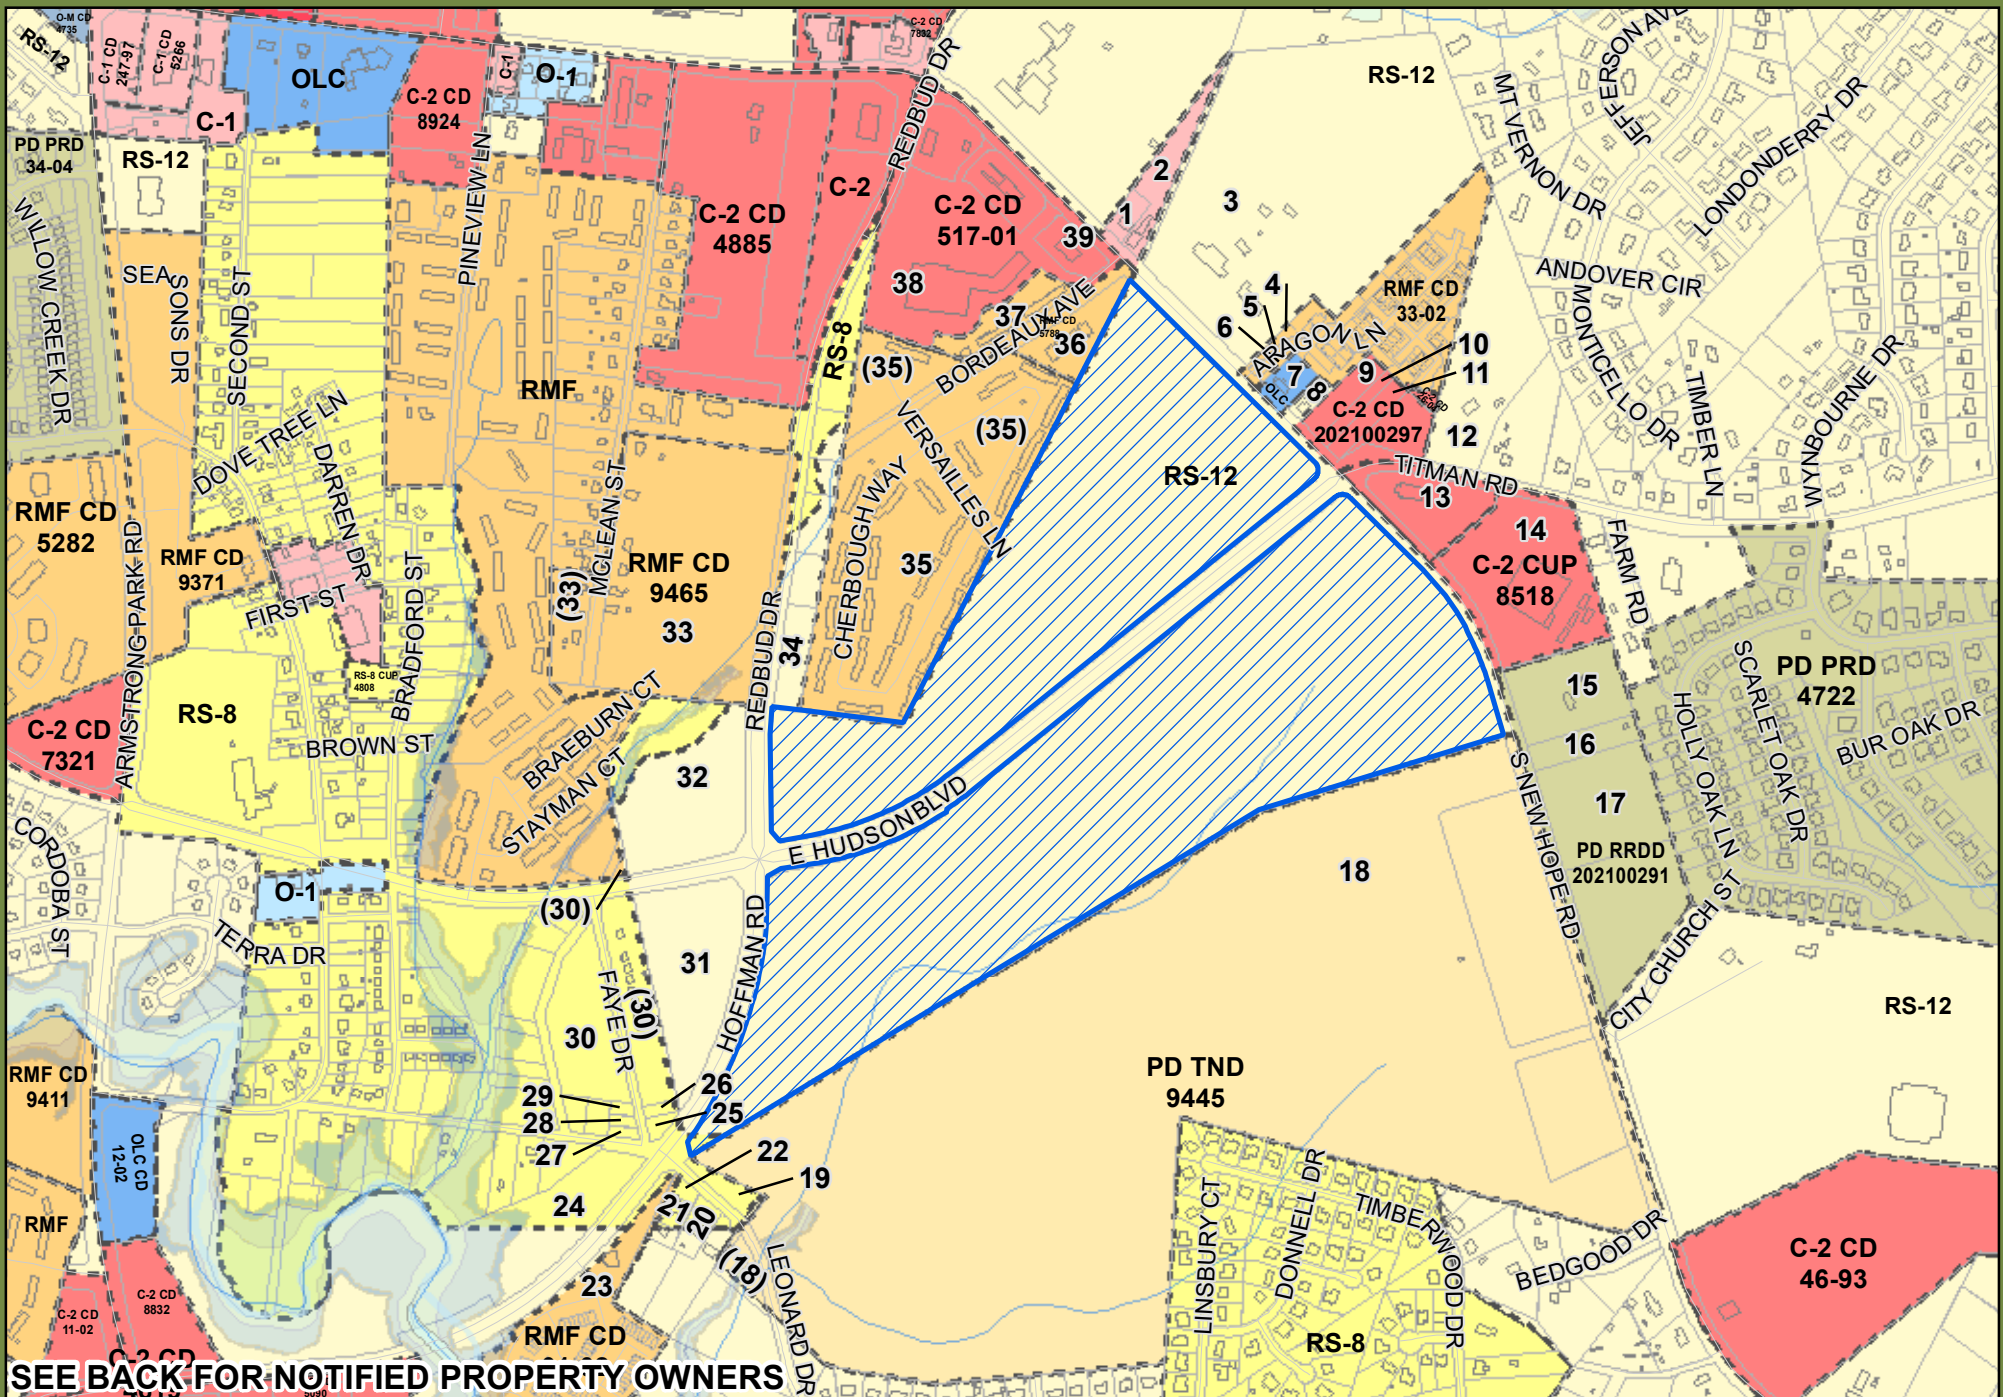 O-M CD
4735
RS-12
C-1 CD
247-97
C-1 CD
5266
C-1
OLC
C-2 CD
8924
C-1
O-1
C-2 CD
7832
REDBUD DR
RS-12
JEFFERSON AVE
MT VERNON DR
LONDONDERRY DR
PD PRD
34-04
RS-12
WILLOW CREEK DR
SEA
SONS DR
SECOND ST
PINEVIEW LN
C-2 CD
4885
C-2
C-2 CD
517-01
38
39
1
2
3
4
5
6
7
OLC
8
9
10
11
12
ARAGON LN
RMF CD
33-02
C-2 CD
202100297
ANDOVER CIR
MONTICELLO DR
TIMBER LN
WYNBOURNE DR
RS-8
37
RMF CD
5788
36
BORDEAUX AVE
(35)
(35)
VERSAILLES LN
CHERBOUGH WAY
35
RMF
DOVE TREE LN
DARREN DR
RS-12
TITMAN RD
13
14
C-2 CUP
8518
FARM RD
RMF CD
5282
ARMSTRONG PARK RD
RMF CD
9371
FIRST ST
BRADFORD ST
RS-8 CUP
4808
(33)
MCLEAN ST
RMF CD
9465
33
REDBUD DR
34
C-2 CD
7321
RS-8
BROWN ST
BRAEBURN CT
STAYMAN CT
32
E HUDSON BLVD
15
16
17
PD RRDD
202100291
S NEW HOPE RD
HOLLY OAK LN
SCARLET OAK DR
PD PRD
4722
BUR OAK DR
CITY CHURCH ST
18
CORDOBA ST
O-1
TERRA DR
(30)
31
HOFFMAN RD
30
FAYE DR
(30)
RS-12
PD TND
9445
RMF CD
9411
OLC CD
12-02
RMF
29
28
27
26
25
24
22
19
21
20
(18)
23
LEONARD DR
LINSBURY CT
DONNELL DR
TIMBERWOOD DR
BEDGOOD DR
RS-8
C-2 CD
46-93
C-2 CD
8832
C-2 CD
11-02
C-2 CD
RMF CD
SEE BACK FOR NOTIFIED PROPERTY OWNERS